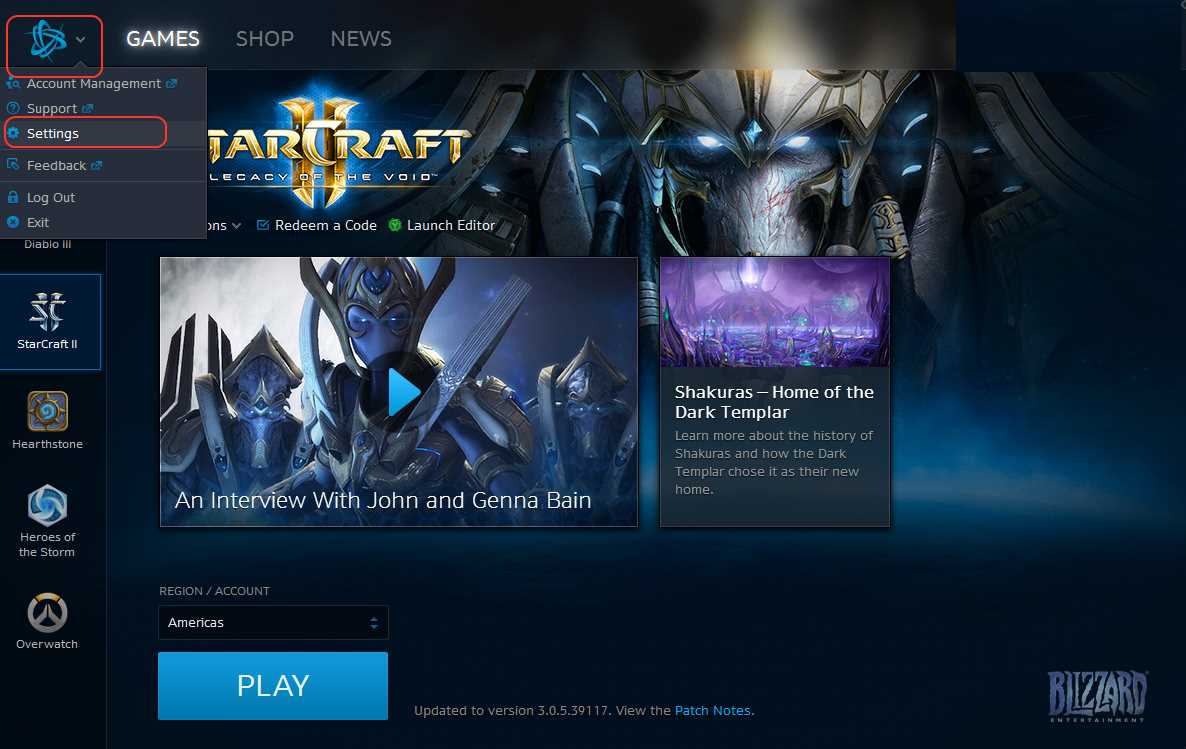 GAMES SHOP NEWS
Account Management
Support
Settings
Feedback
Log Out
Exit
STARCRAFT
II
LEGACY OF THE VOID™
Redeem a Code Launch Editor
Diablo III
StarCraft II
Hearthstone
Heroes of
the Storm
Overwatch
An Interview With John and Genna Bain
Shakuras – Home of the
Dark Templar
Learn more about the history of
Shakuras and how the Dark
Templar chose it as their new
home.
REGION / ACCOUNT
Americas
PLAY
Updated to version 3.0.5.39117. View the Patch Notes.
BLIZZARD
ENTERTAINMENT